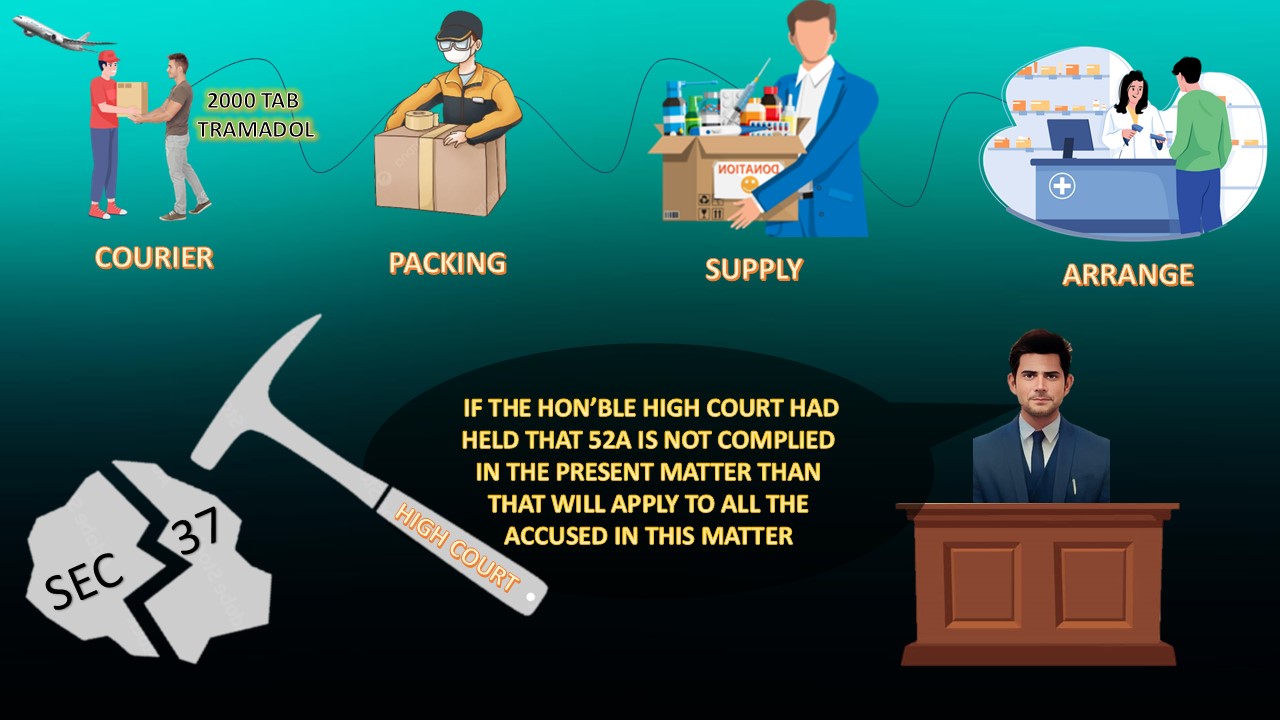 2000 TAB
TRAMADOL
DONATION
COURIER
PACKING
SUPPLY
ARRANGE
IF THE HON’BLE HIGH COURT HAD
HELD THAT 52A IS NOT COMPLIED
IN THE PRESENT MATTER THAN
THAT WILL APPLY TO ALL THE
ACCUSED IN THIS MATTER
HIGH COURT
SEC 37